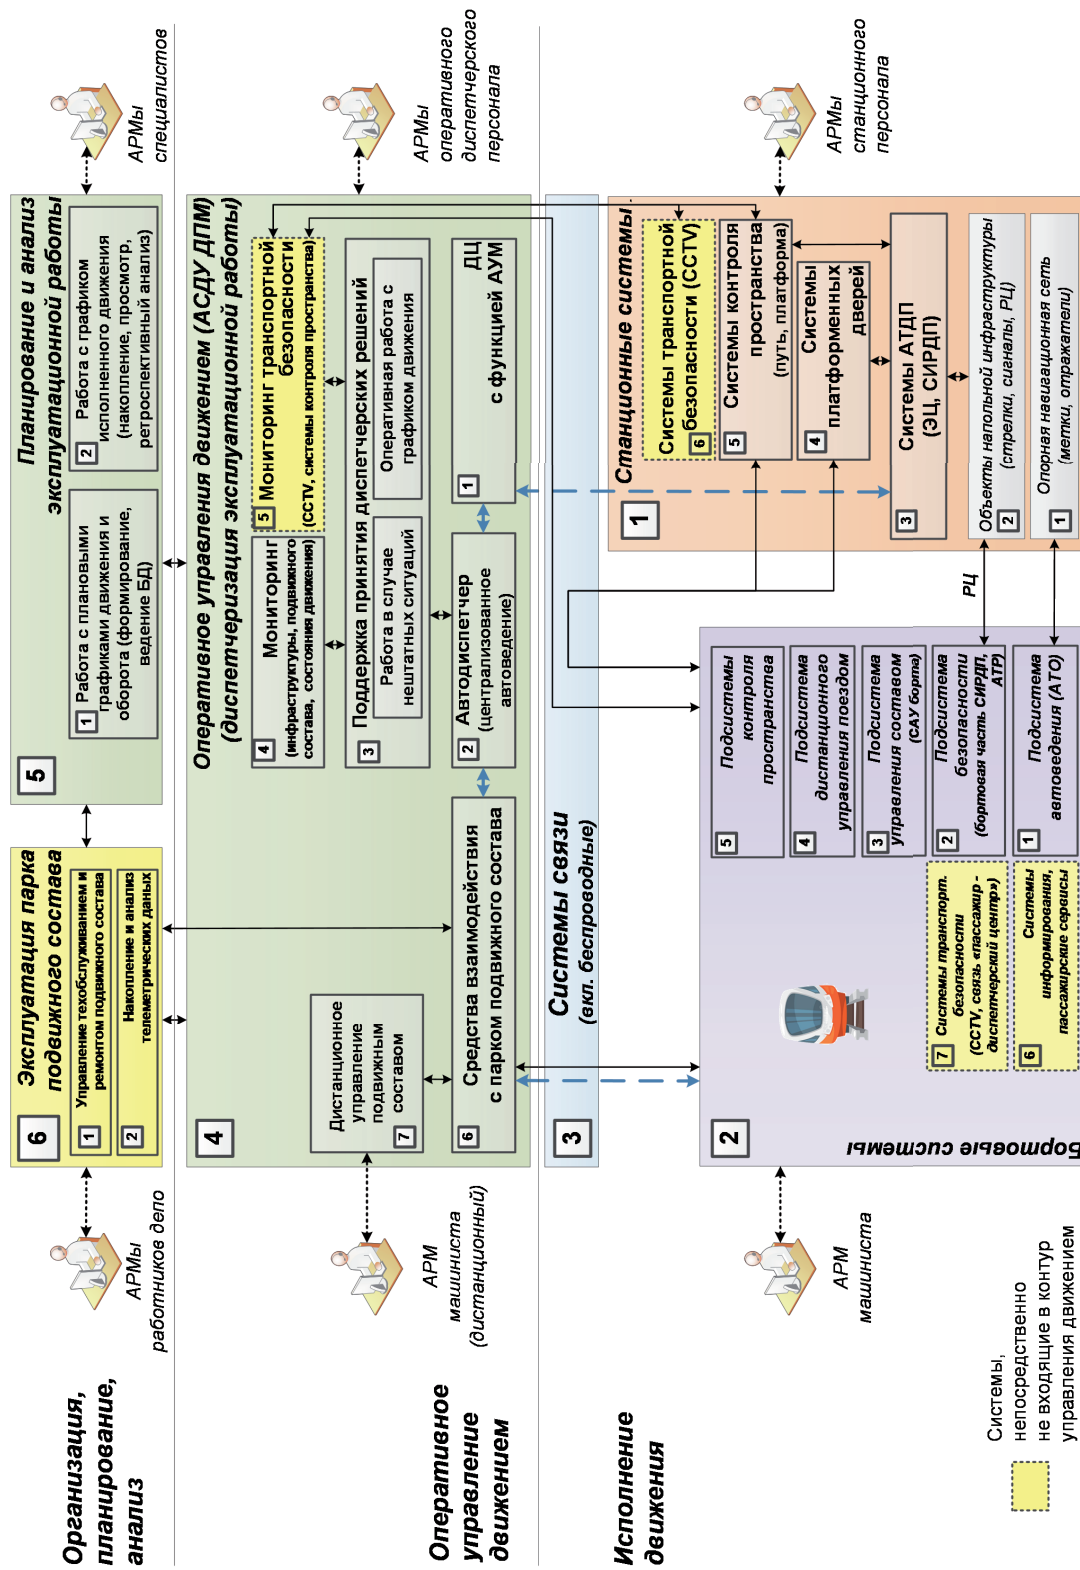 Организация,
планирование,
анализ
АРМы
работников депо
6
Эксплуатация парка
подвижного состава
1
Управление техобслуживанием и
ремонтом подвижного состава
2
Накопление и анализ
телеметрических данных
5
Планирование и анализ
эксплуатационной работы
1
Работа с плановыми
графиками движения и
оборота (формирование,
ведение БД)
2
Работа с графиком
исполненного движения
(накопление, просмотр,
ретроспективный анализ)
АРМы
специалистов
Оперативное
управление
движением
АРМ
машиниста
(дистанционный)
4
Оперативное управления движением (АСДУ ДПМ)
(диспетчеризация эксплуатационной работы)
7
Дистанционное
управление
подвижным
составом
6
Средства взаимодействия
с парком подвижного состава
4
Мониторинг
(инфраструктуры, подвижного
состава, состояния движения)
5
Мониторинг транспортной
безопасности
(CCTV, системы контроля пространства)
3
Поддержка принятия диспетчерских решений
Работа в случае
нештатных ситуаций
Оперативная работа с
графиком движения
2
Автодиспетчер
(централизованное
автоведение)
1
ДЦ
с функцией АУМ
АРМы
оперативного
диспетчерского
персонала
3
Системы связи
(вкл. беспроводные)
Исполнение
движения
АРМ
машиниста
2
Бортовые системы
5
Подсистемы
контроля
пространства
4
Подсистема
дистанционного
управления поездом
3
Подсистема
управления составом
(САУ борта)
2
Подсистема
безопасности
(бортовая часть СИРДП,
АТР)
1
Подсистема
автоведения (АТО)
7
Системы транспорт.
безопасности
(CCTV, связь «пассажир -
диспетчерский центр»)
6
Системы
информирования,
пассажирские сервисы
РЦ
1
Станционные системы
6
Системы транспортной
безопасности (CCTV)
5
Системы контроля
пространства
(путь, платформа)
4
Системы
платформенных
дверей
3
Системы АТДП
(ЭЦ, СИРДП)
2
Объекты напольной инфраструктуры
(стрелки, сигналы, РЦ)
1
Опорная навигационная сеть
(метки, отражатели)
АРМы
станционного
персонала
Системы,
непосредственно
не входящие в контур
управления движением